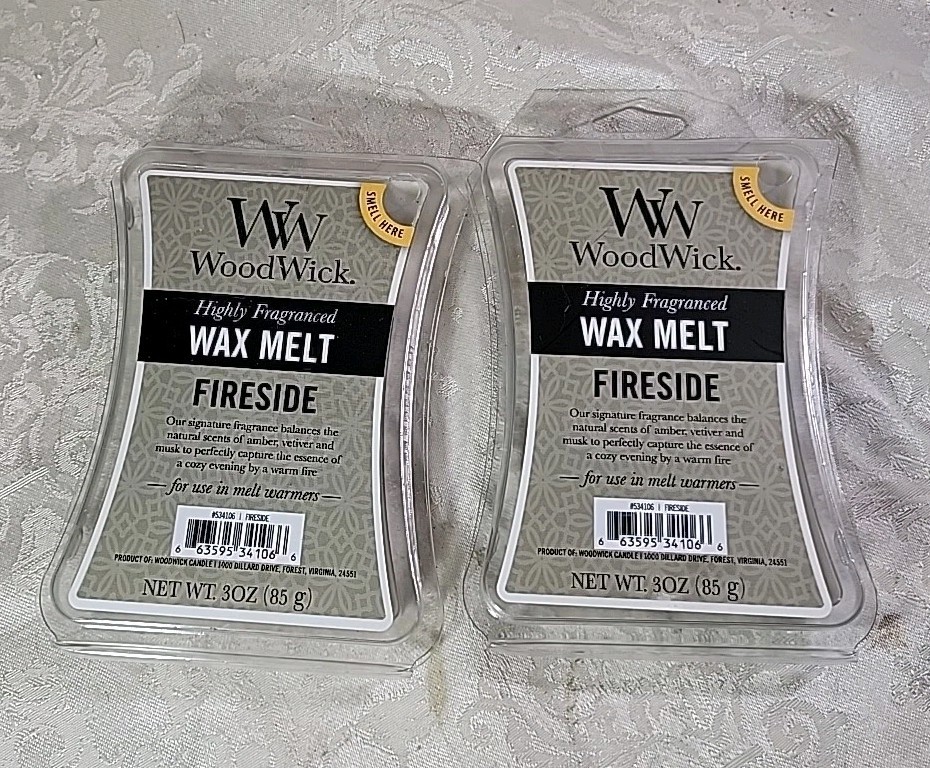 SMELL HERE
WW
WoodWick.
Highly Fragranced
WAX MELT
FIRESIDE
Our signature fragrance balances the
natural scents of amber, vetiver and
musk to perfectly capture the essence of
a cozy evening by a warm fire
— for use in melt warmers —
#534106 | FIRESIDE
6 63595 34106 6
PRODUCT OF: WOODWICK CANDLE | 1000 DILLARD DRIVE, FOREST, VIRGINIA, 24551
NET WT. 3OZ (85 g)
SMELL HERE
WW
WoodWick.
Highly Fragranced
WAX MELT
FIRESIDE
Our signature fragrance balances the
natural scents of amber, vetiver and
musk to perfectly capture the essence of
a cozy evening by a warm fire
— for use in melt warmers —
#534106 | FIRESIDE
6 63595 34106 6
PRODUCT OF: WOODWICK CANDLE | 1000 DILLARD DRIVE, FOREST, VIRGINIA, 24551
NET WT. 3OZ (85 g)